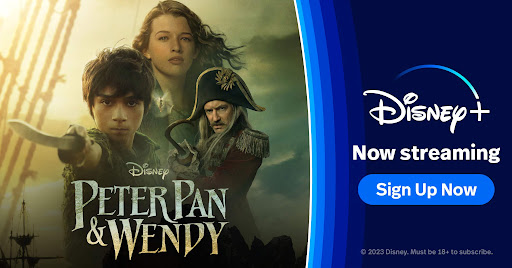 Disney
PETER PAN
& WENDY
Disney+
Now streaming
Sign Up Now
© 2023 Disney. Must be 18+ to subscribe.